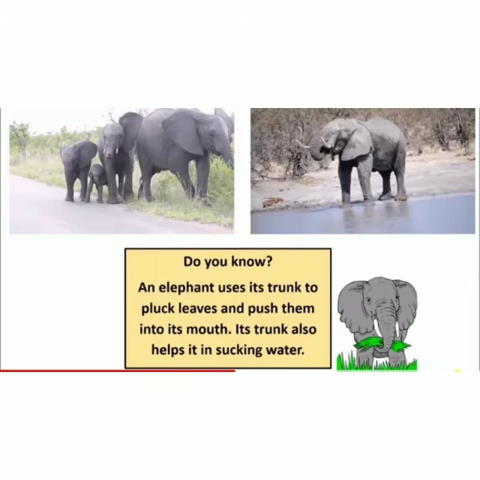 Do you know?
An elephant uses its trunk to
pluck leaves and push them
into its mouth. Its trunk also
helps it in sucking water.